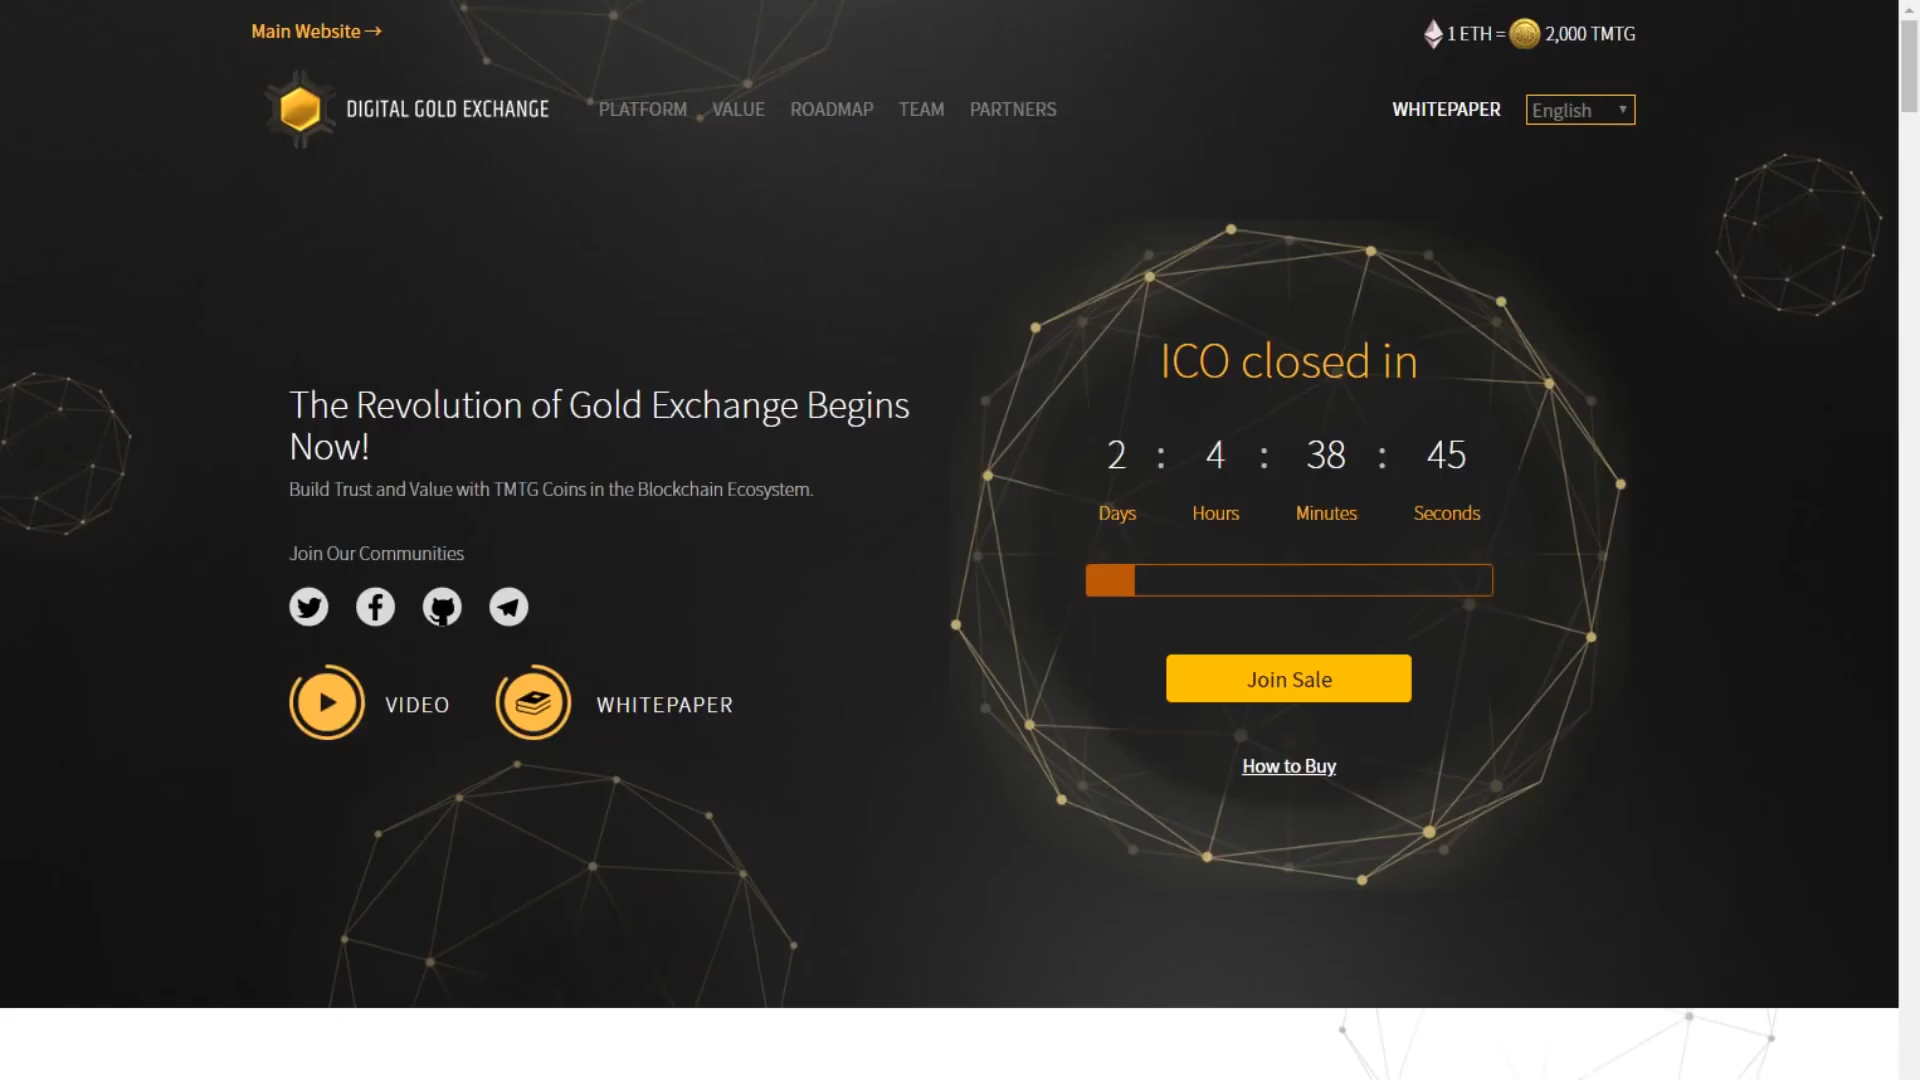 Main Website →
1 ETH = 2,000 TMTG
DIGITAL GOLD EXCHANGE
PLATFORM VALUE ROADMAP TEAM PARTNERS
WHITEPAPER
English
The Revolution of Gold Exchange Begins
Now!
Build Trust and Value with TMTG Coins in the Blockchain Ecosystem.
Join Our Communities
VIDEO
WHITEPAPER
ICO closed in
2 : 4 : 38 : 45
Days Hours Minutes Seconds
Join Sale
How to Buy